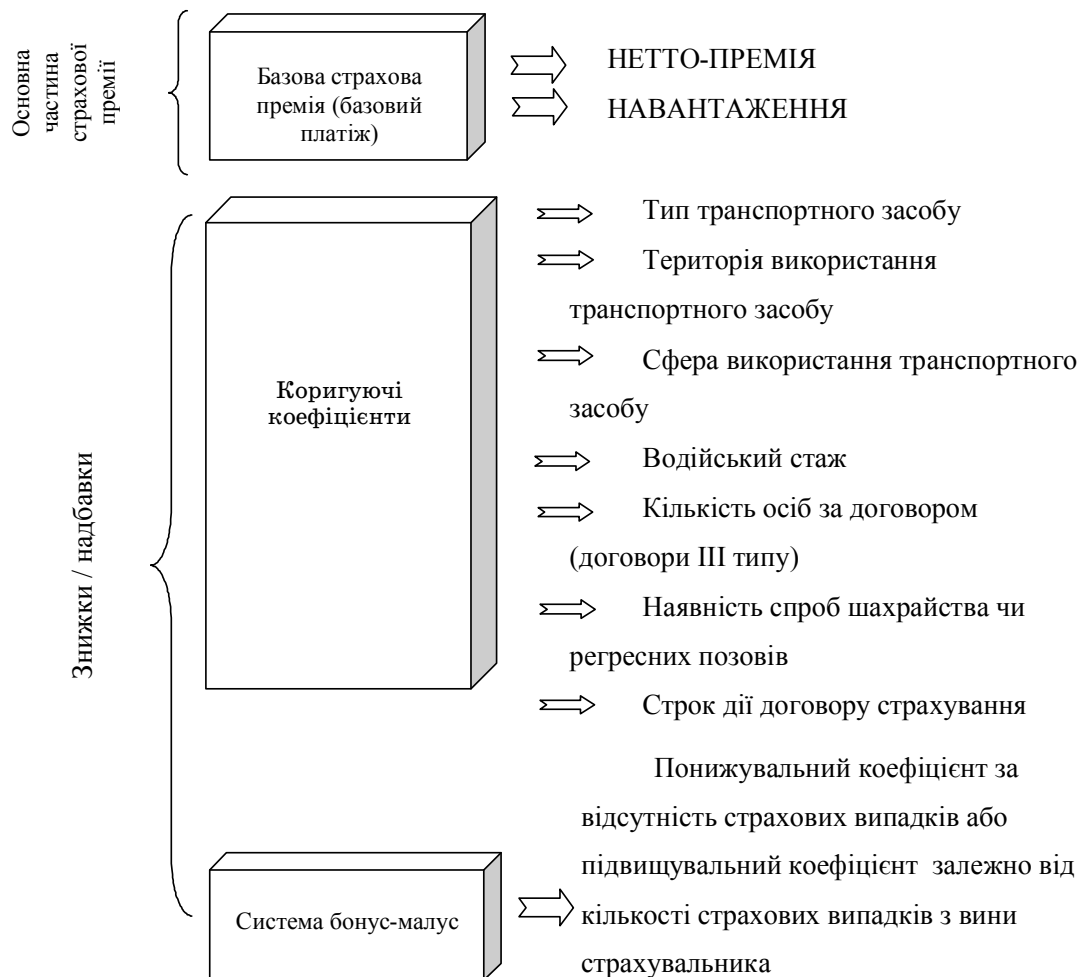 Основна
частина
страхової
премії
Базова страхова
премія (базовий
платіж)
НЕТТО-ПРЕМІЯ
НАВАНТАЖЕННЯ
Знижки / надбавки
Коригуючі
коефіцієнти
Тип транспортного засобу
Територія використання
транспортного засобу
Сфера використання транспортного
засобу
Водійський стаж
Кількість осіб за договором
(договори ІІІ типу)
Наявність спроб шахрайства чи
регресних позовів
Строк дії договору страхування
Система бонус-малус
Понижувальний коефіцієнт за
відсутність страхових випадків або
підвищувальний коефіцієнт залежно від
кількості страхових випадків з вини
страхувальника